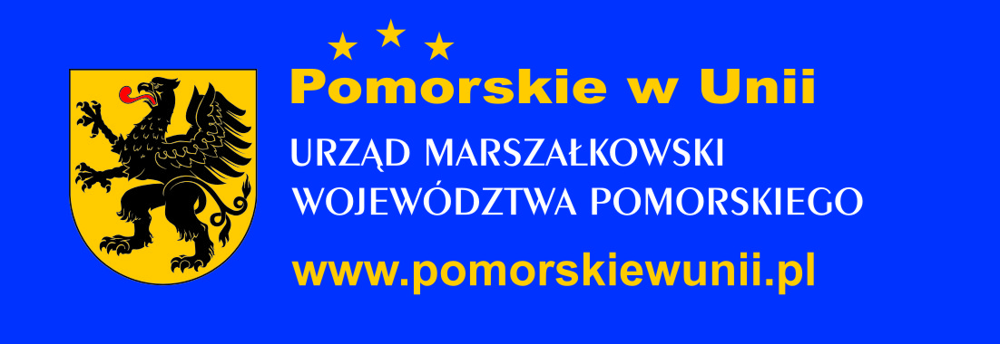 Pomorskie w Unii
URZĄD MARSZAŁKOWSKI
WOJEWÓDZTWA POMORSKIEGO
www.pomorskiewunii.pl